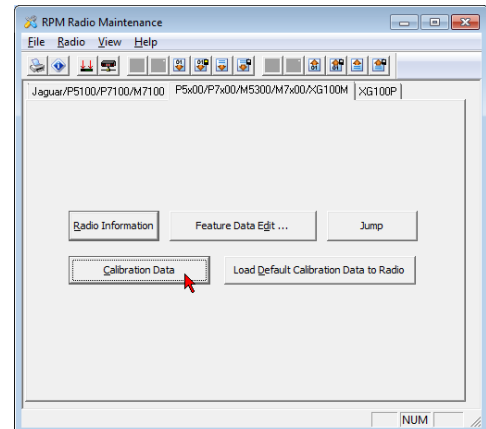 RPM Radio Maintenance
File Radio View Help
Jaguar/P5100/P7100/M7100 P5x00/P7x00/M5300/M7x00/XG100M XG100P
Radio Information Feature Data Edit ... Jump
Calibration Data Load Default Calibration Data to Radio
NUM